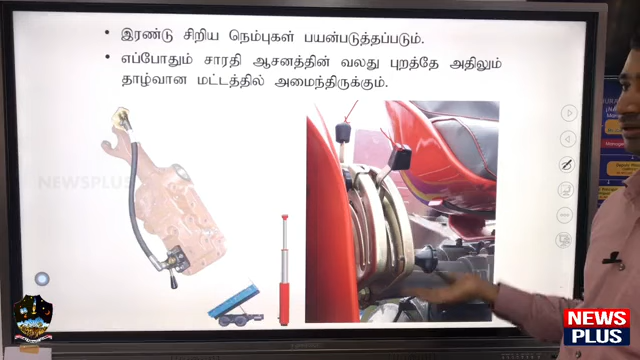 • இரண்டு சிறிய நெம்புகள் பயன்படுத்தப்படும்.
• எப்போதும் சாரதி ஆசனத்தின் வலது புறத்தே அதிலும்
தாழ்வான மட்டத்தில் அமைந்திருக்கும்.
NEWSPLUS
NEWS
PLUS